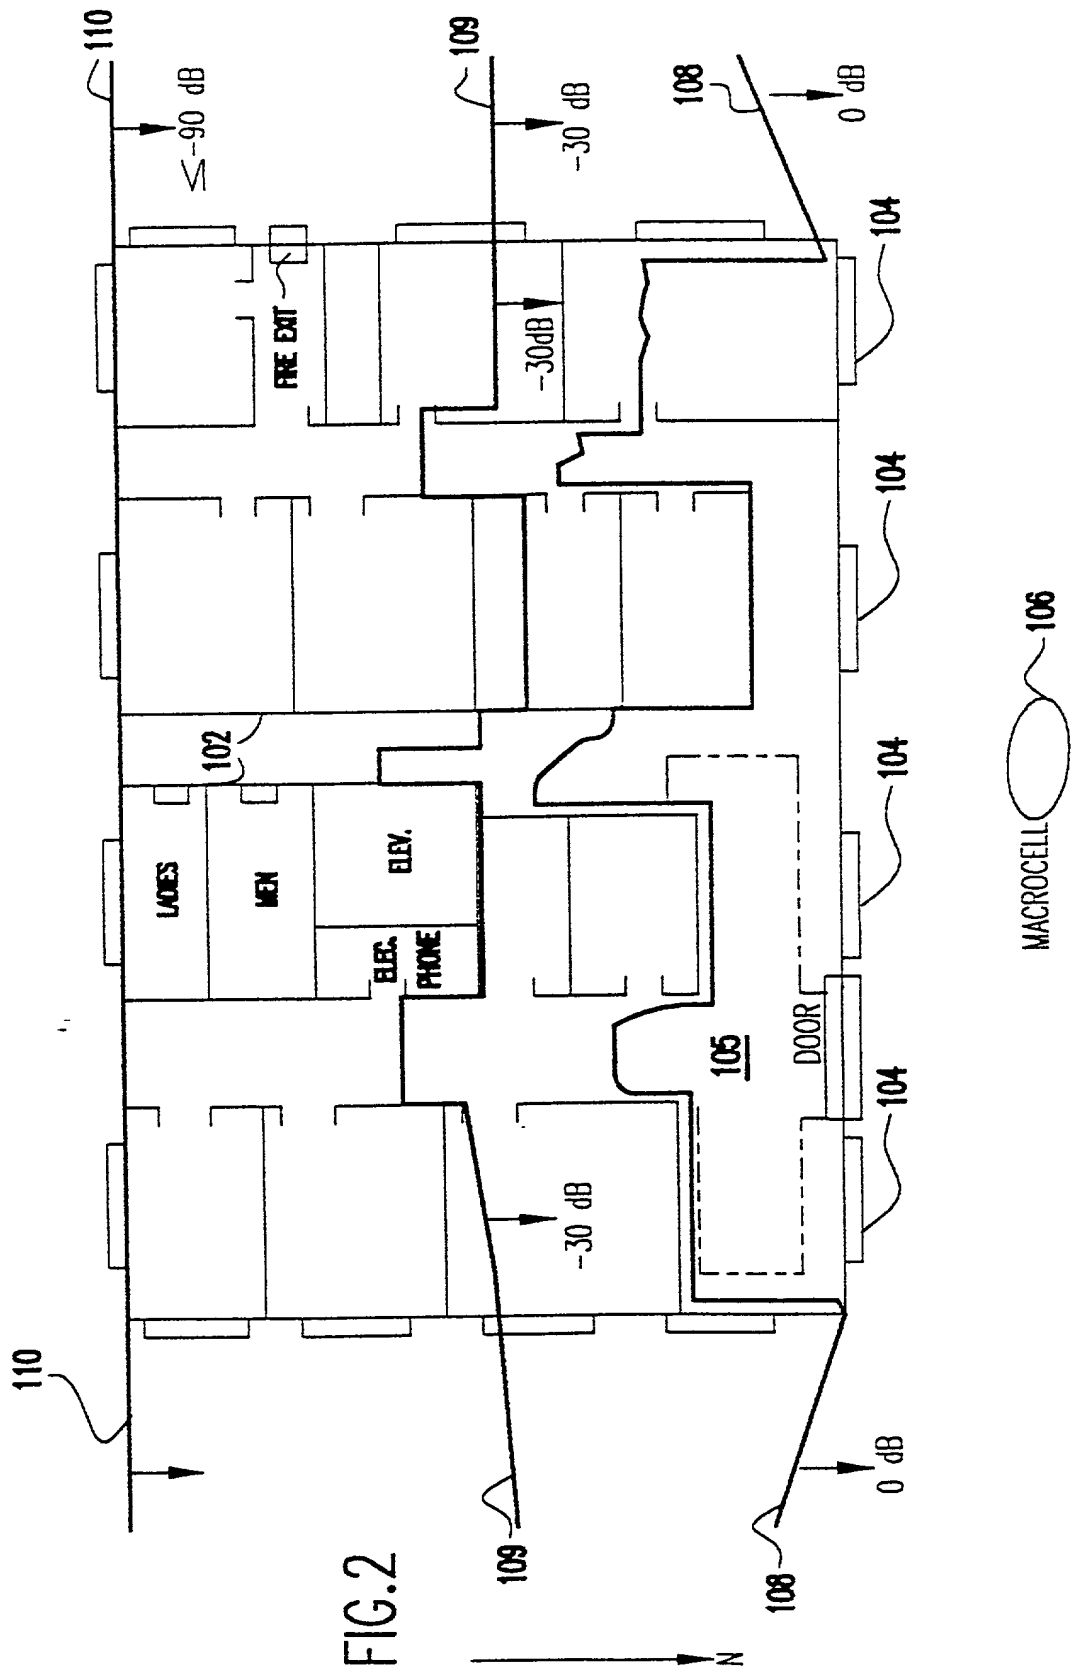 110
≤-90 dB
109
-30 dB
108
0 dB
104
FIRE EXIT
-30dB
104
102
104
106
MACROCELL
LADIES
MEN
ELEV.
ELEC.
PHONE
105
DOOR
104
-30 dB
110
109
108
0 dB
FIG.2
N